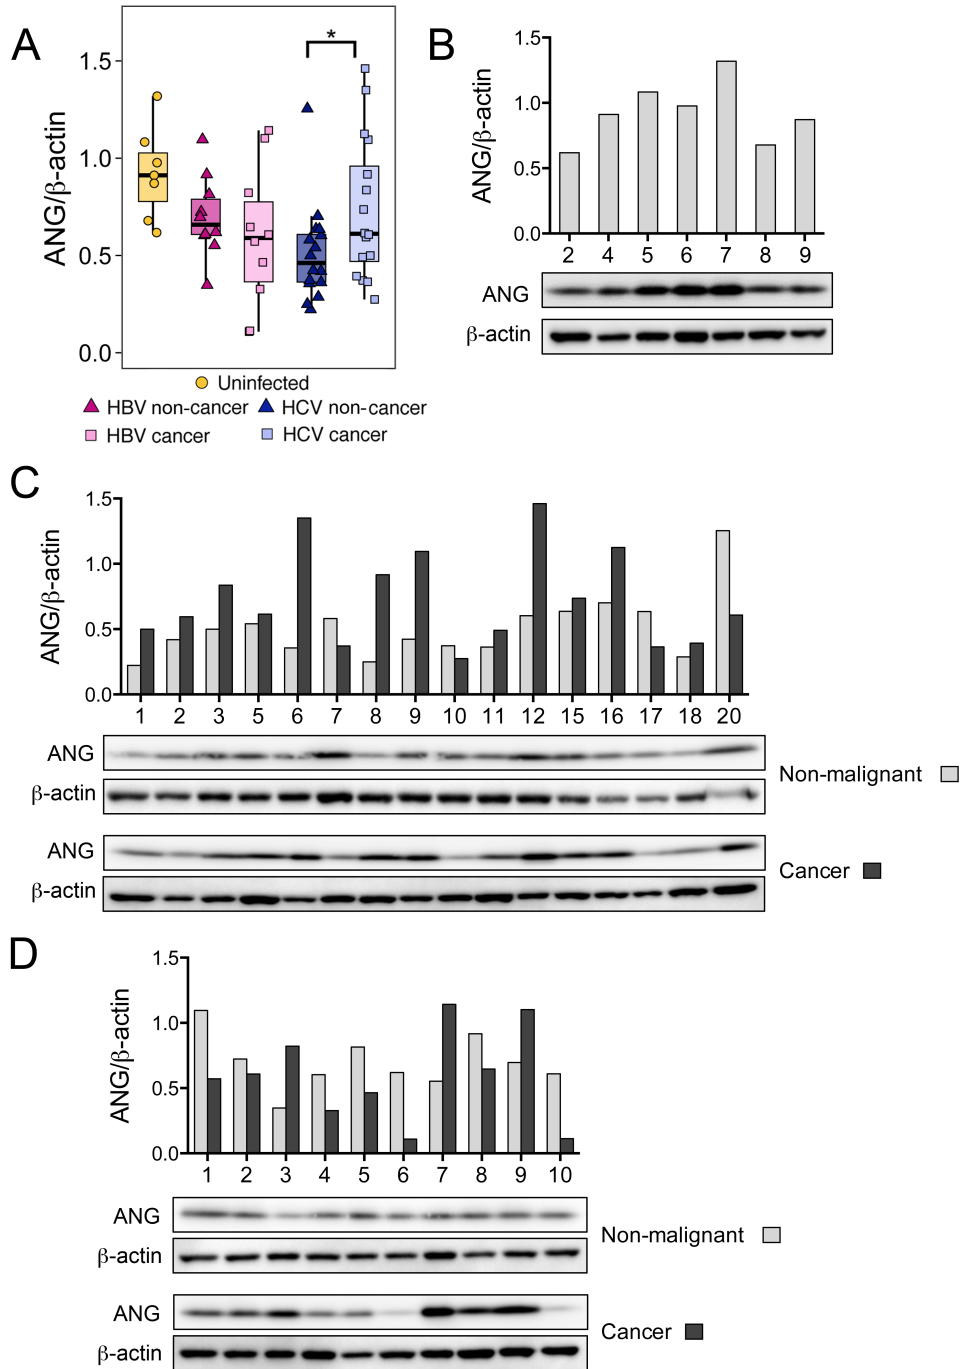 A
*
1.5
1.0
0.5
0.0
ANG/β-actin
Uninfected
HBV non-cancer HCV non-cancer
HBV cancer HCV cancer
B
1.5
1.0
0.5
0.0
ANG/β-actin
2 4 5 6 7 8 9
ANG
β-actin
C
1.5
1.0
0.5
0.0
ANG/β-actin
1 2 3 5 6 7 8 9 10 11 12 15 16 17 18 20
ANG
β-actin
Non-malignant
ANG
β-actin
Cancer
D
1.5
1.0
0.5
0.0
ANG/β-actin
1 2 3 4 5 6 7 8 9 10
ANG
β-actin
Non-malignant
ANG
β-actin
Cancer